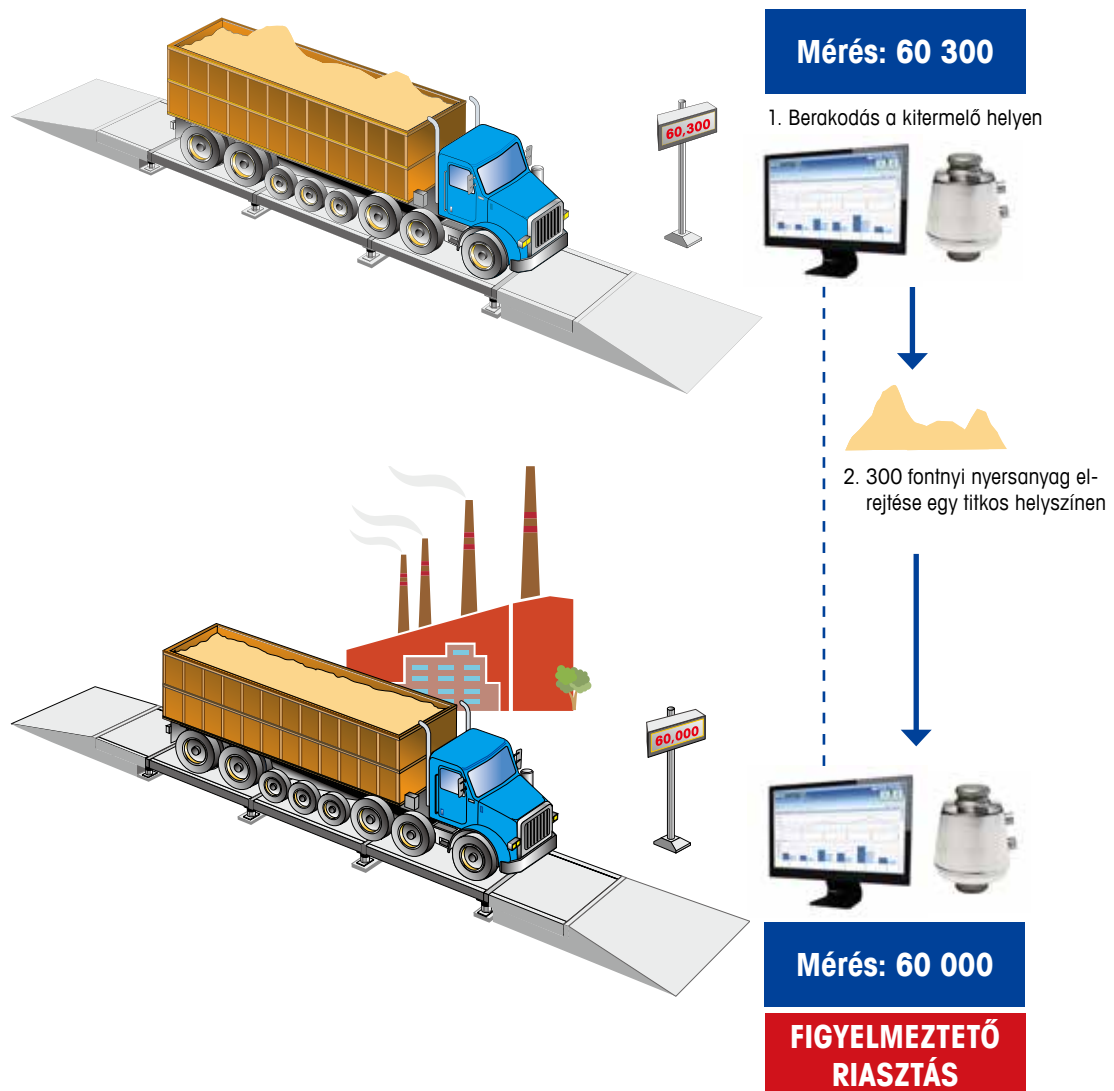 Mérés: 60 300
1. Berakodás a kitermelő helyen
60,300
2. 300 fontnyi nyersanyag el-
rejtése egy titkos helyszínen
60,000
Mérés: 60 000
FIGYELMEZTETŐ
RIASZTÁS